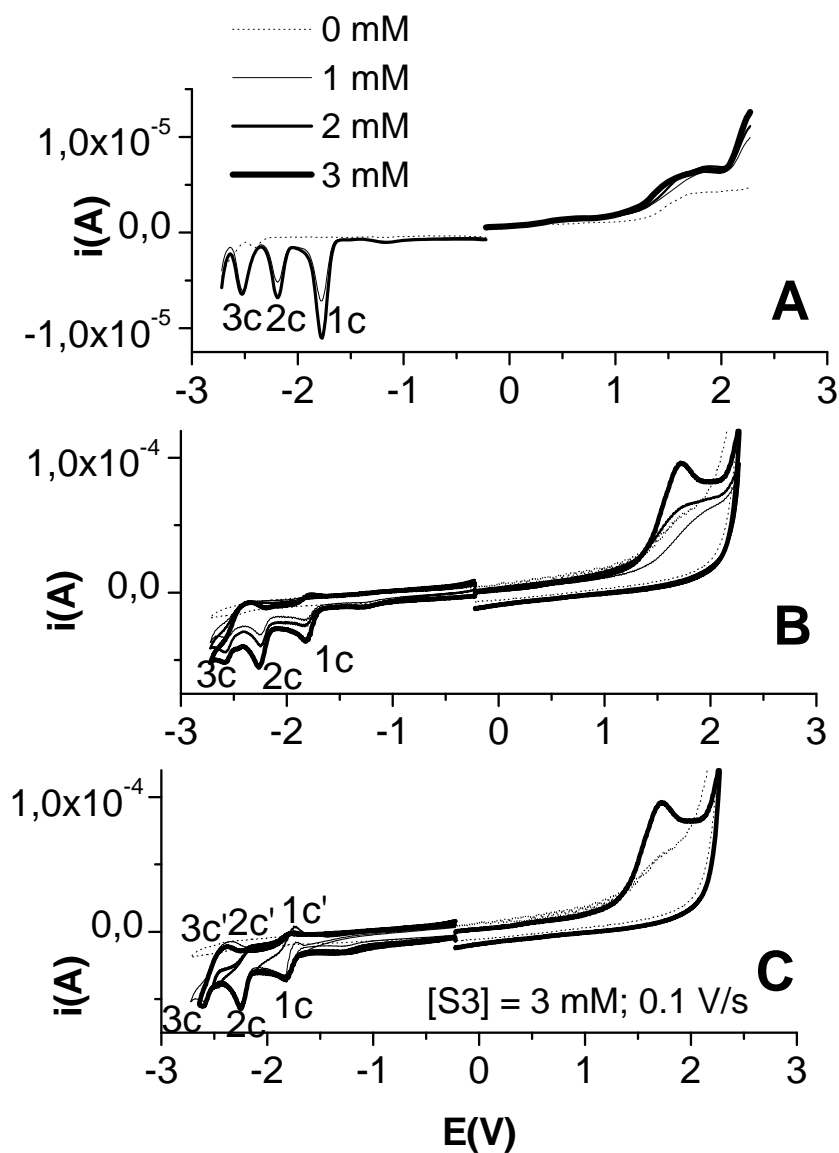 0 mM
1 mM
2 mM
3 mM
1,0x10⁻⁵
0,0
-1,0x10⁻⁵
i(A)
3c
2c
1c
A
-3 -2 -1 0 1 2 3
1,0x10⁻⁴
0,0
i(A)
3c
2c
1c
B
-3 -2 -1 0 1 2 3
1,0x10⁻⁴
0,0
i(A)
3c'
2c'
1c'
3c
2c
1c
C
[S3] = 3 mM; 0.1 V/s
-3 -2 -1 0 1 2 3
E(V)